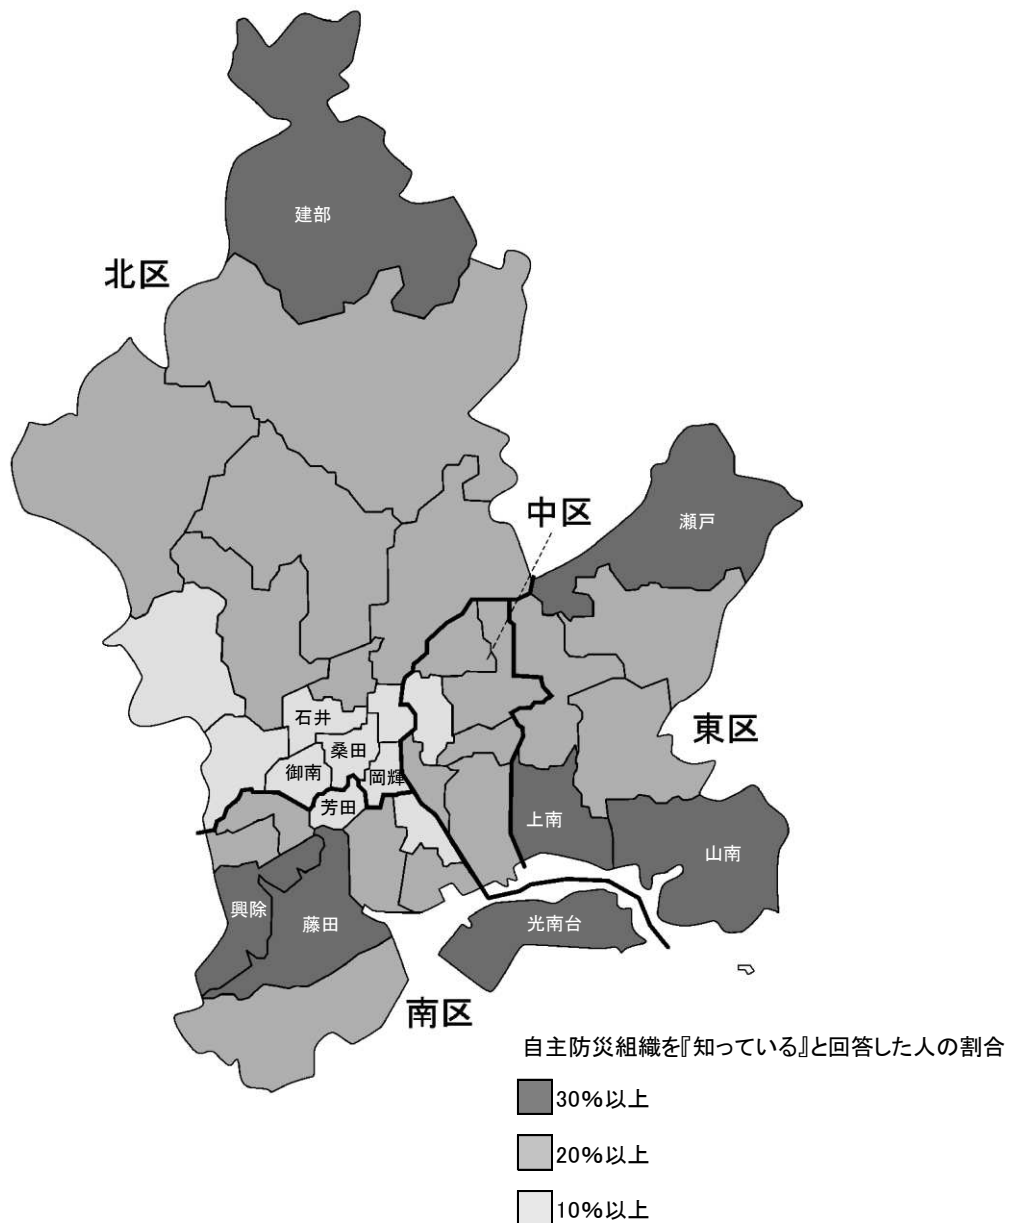 建部
北区
中区
瀬戸
石井
東区
桑田
御南
岡輝
芳田
上南
山南
興除
藤田
光南台
南区
自主防災組織を『知っている』と回答した人の割合
30%以上
20%以上
10%以上